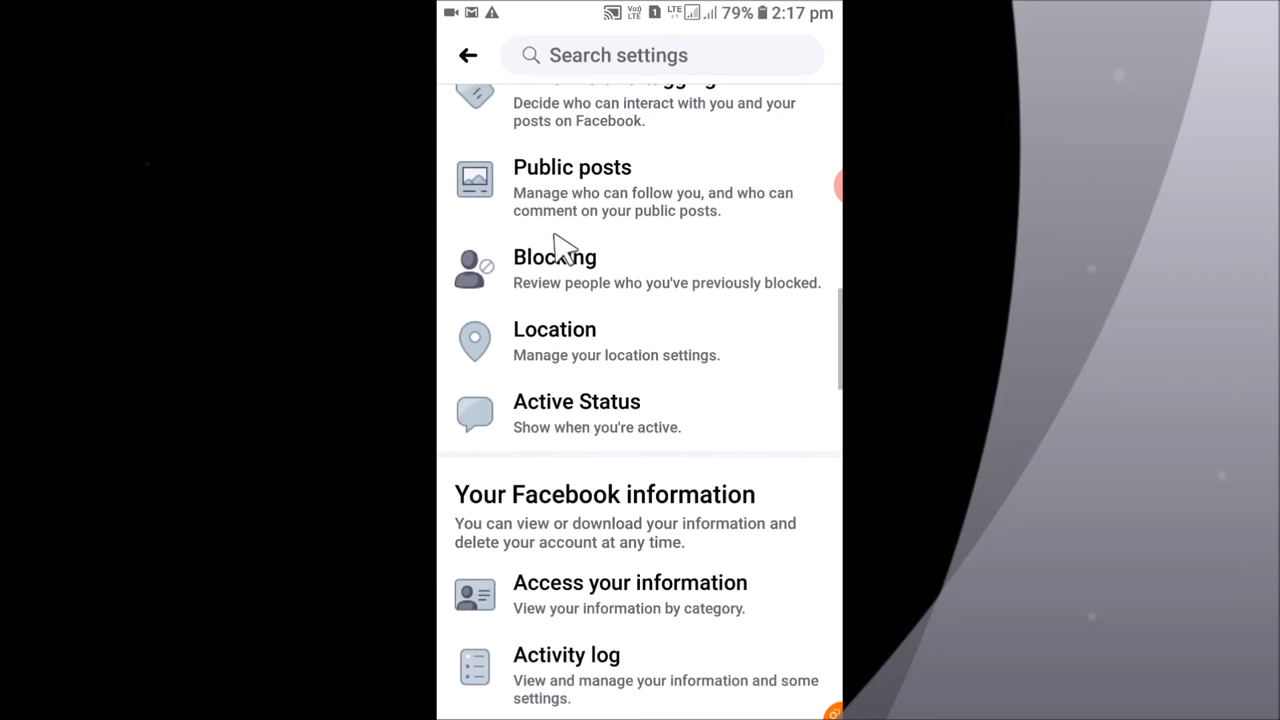 79% 2:17 pm
Search settings
Decide who can interact with you and your
posts on Facebook.
Public posts
Manage who can follow you, and who can
comment on your public posts.
Blocking
Review people who you've previously blocked.
Location
Manage your location settings.
Active Status
Show when you're active.
Your Facebook information
You can view or download your information and
delete your account at any time.
Access your information
View your information by category.
Activity log
View and manage your information and some
settings.